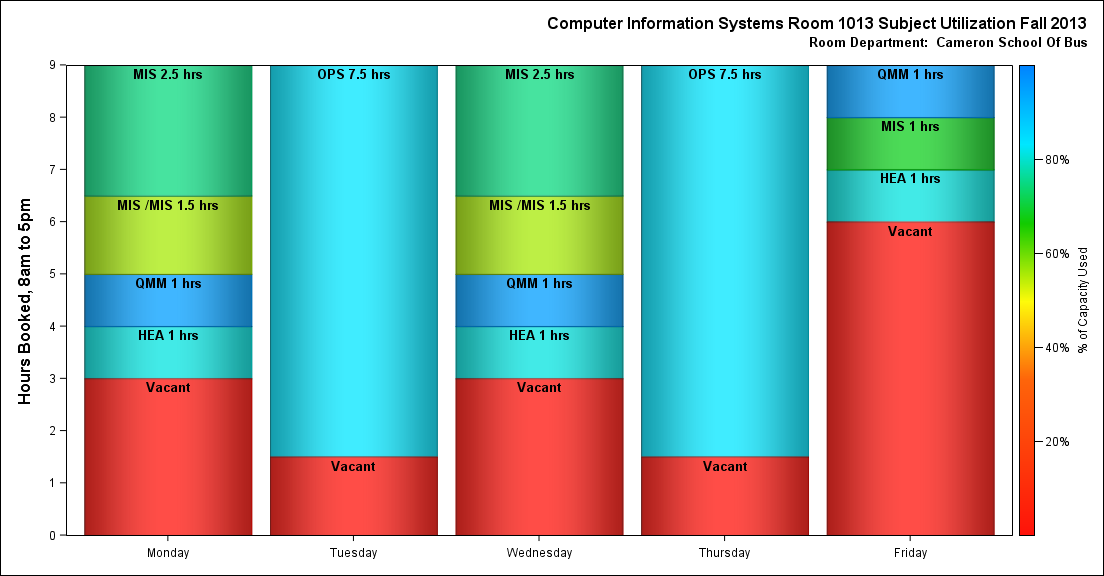 Computer Information Systems Room 1013 Subject Utilization Fall 2013
Room Department:  Cameron School Of Bus
Hours Booked, 8am to 5pm
9
8
7
6
5
4
3
2
1
0
MIS 2.5 hrs
MIS /MIS 1.5 hrs
QMM 1 hrs
HEA 1 hrs
Vacant
OPS 7.5 hrs
Vacant
MIS 2.5 hrs
MIS /MIS 1.5 hrs
QMM 1 hrs
HEA 1 hrs
Vacant
OPS 7.5 hrs
Vacant
QMM 1 hrs
MIS 1 hrs
HEA 1 hrs
Vacant
Monday
Tuesday
Wednesday
Thursday
Friday
80%
60%
40%
20%
% of Capacity Used